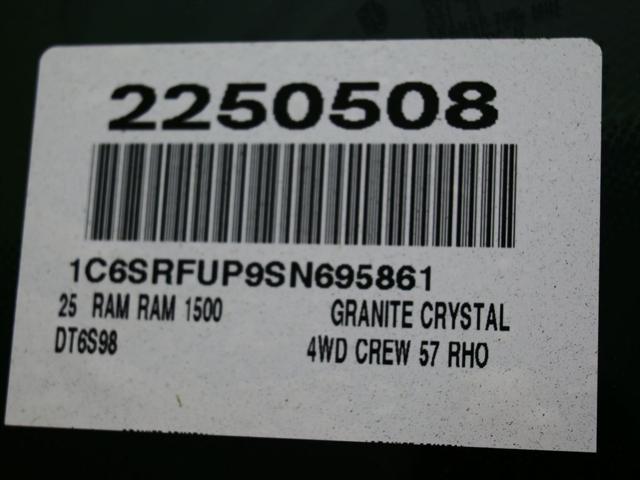 2250508
1C6SRFUP9SN695861
25 RAM RAM 1500 GRANITE CRYSTAL
DT6S98 4WD CREW 57 RHO